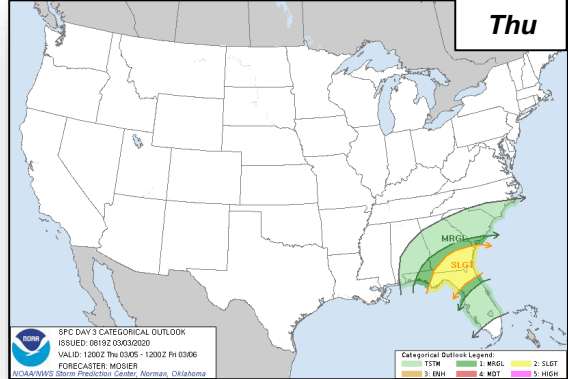 Thu
MRGL
SLGT
NOAA
SPC DAY 3 CATEGORICAL OUTLOOK
ISSUED: 0819Z 03/03/2020
VALID: 1200Z Thu 03/05 - 1200Z Fri 03/06
FORECASTER: MOSIER
NOAA/NWS Storm Prediction Center, Norman, Oklahoma
Categorical Outlook Legend:
TSTM 1: MRGL 2: SLGT
3: ENH 4: MDT 5: HIGH